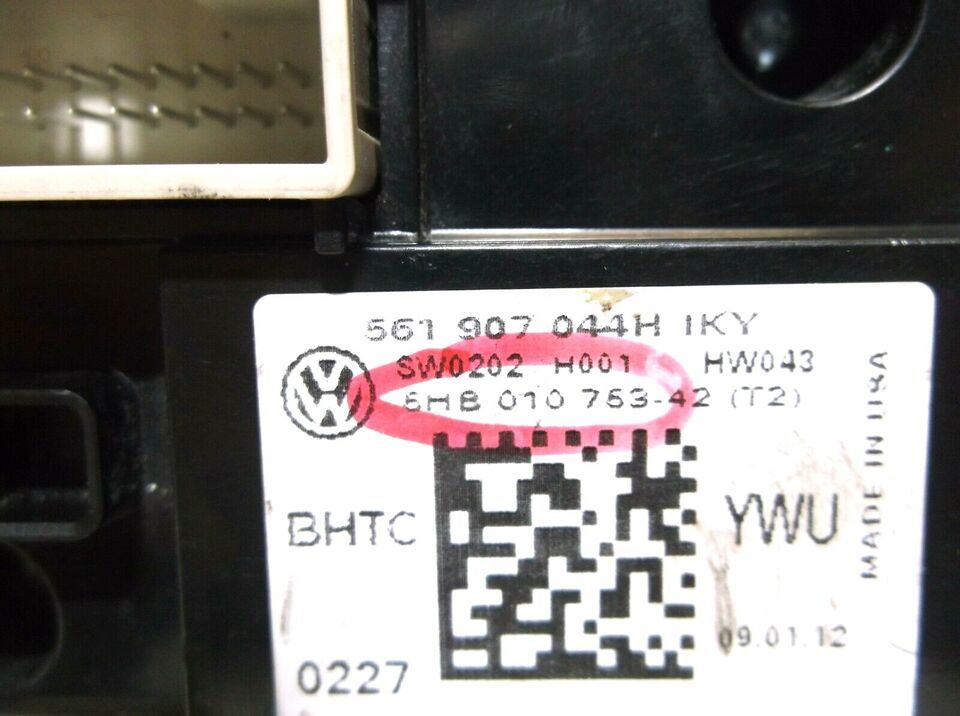 561 907 044H IKY
SW0202 H001 HW043
5HB 010 753-42 (T2)
BHTC
YWU
MADE IN USA
09.01.12
0227